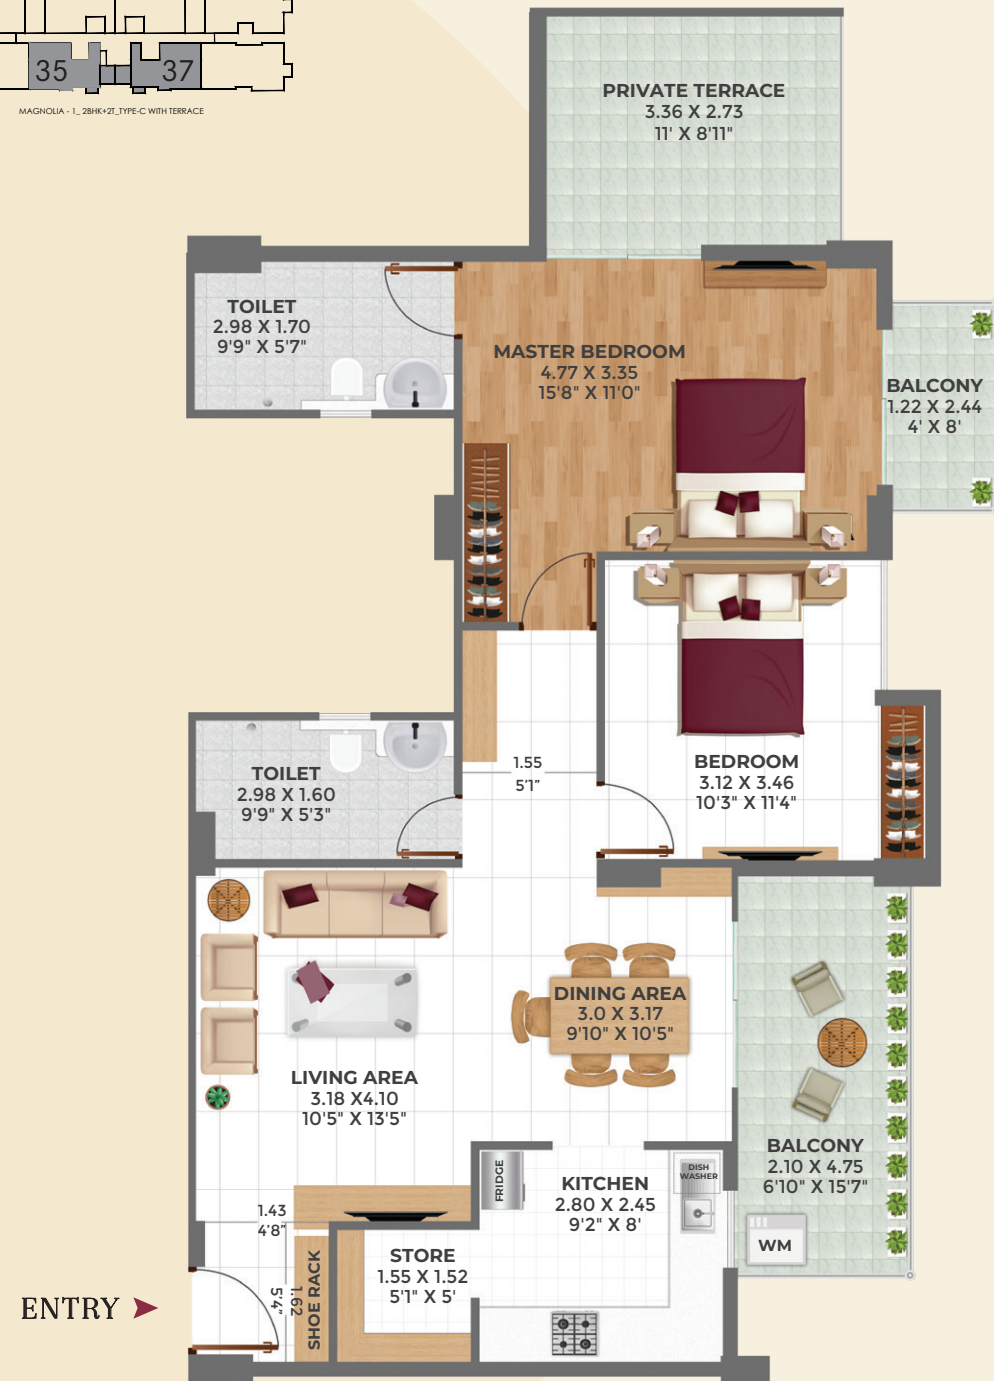 35
37
MAGNOLIA - 1_ 2BHK+2T_TYPE-C WITH TERRACE
PRIVATE TERRACE
3.36 X 2.73
11' X 8'11"
TOILET
2.98 X 1.70
9'9" X 5'7"
MASTER BEDROOM
4.77 X 3.35
15'8" X 11'0"
BALCONY
1.22 X 2.44
4' X 8'
TOILET
2.98 X 1.60
9'9" X 5'3"
1.55
5'1"
BEDROOM
3.12 X 3.46
10'3" X 11'4"
DINING AREA
3.0 X 3.17
9'10" X 10'5"
LIVING AREA
3.18 X4.10
10'5" X 13'5"
BALCONY
2.10 X 4.75
6'10" X 15'7"
FRIDGE
KITCHEN
2.80 X 2.45
9'2" X 8'
DISH
WASHER
WM
1.43
4'8"
STORE
1.55 X 1.52
5'1" X 5'
1.62
5'4"
SHOE RACK
ENTRY